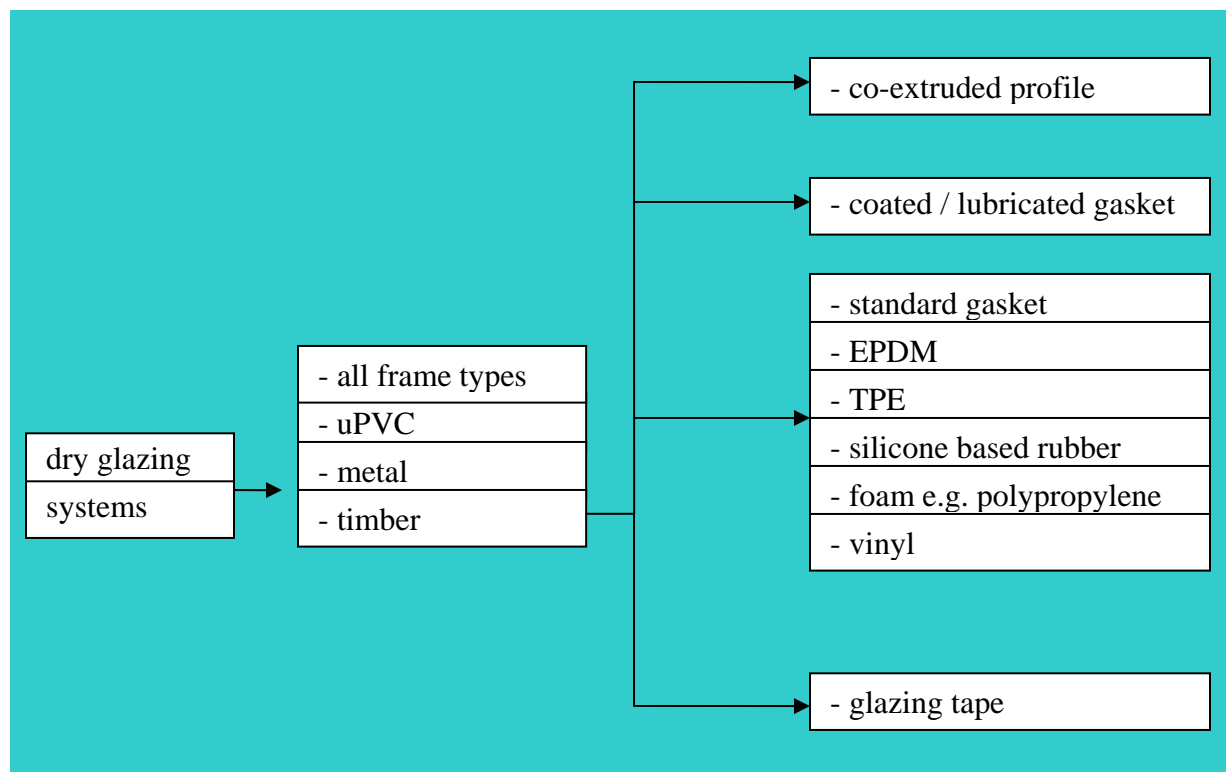 dry glazing
systems
- all frame types
- uPVC
- metal
- timber
- co-extruded profile
- coated / lubricated gasket
- standard gasket
- EPDM
- TPE
- silicone based rubber
- foam e.g. polypropylene
- vinyl
- glazing tape